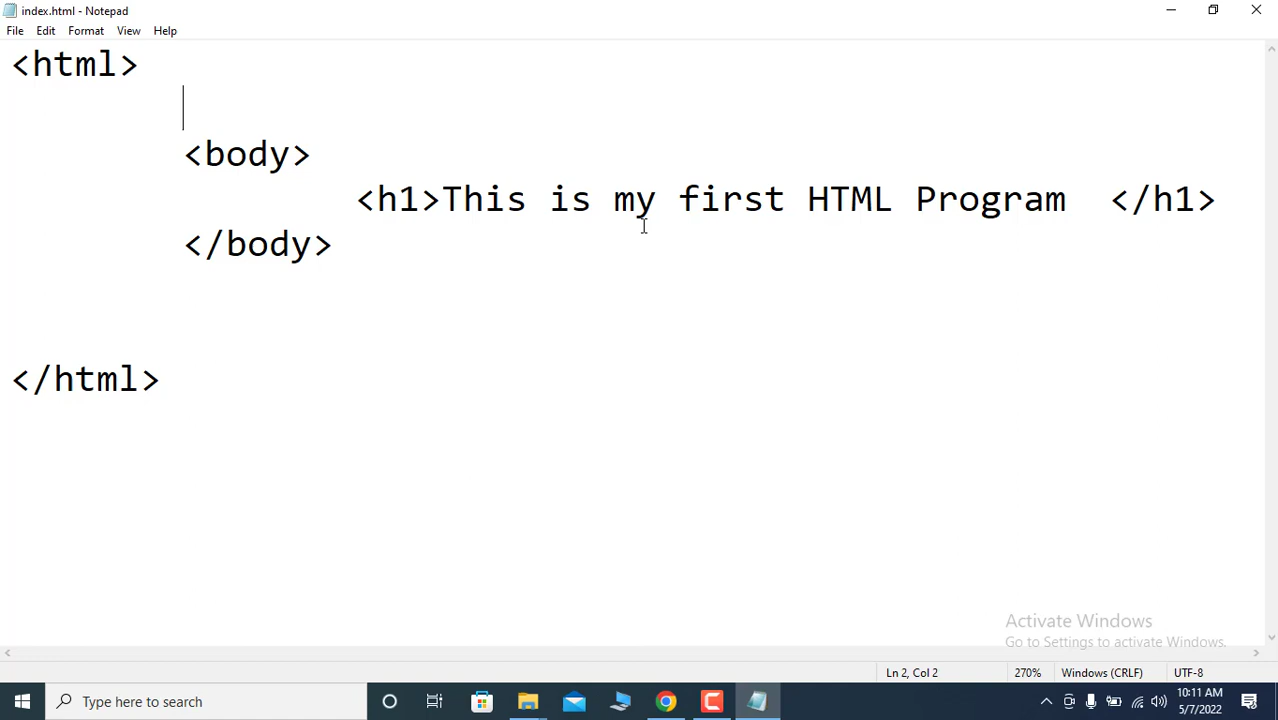 index.html - Notepad
File Edit Format View Help
<html>
<body>
<h1>This is my first HTML Program </h1>
</body>
</html>
Activate Windows
Go to Settings to activate Windows.
Ln 2, Col 2 270% Windows (CRLF) UTF-8
Type here to search
10:11 AM
5/7/2022